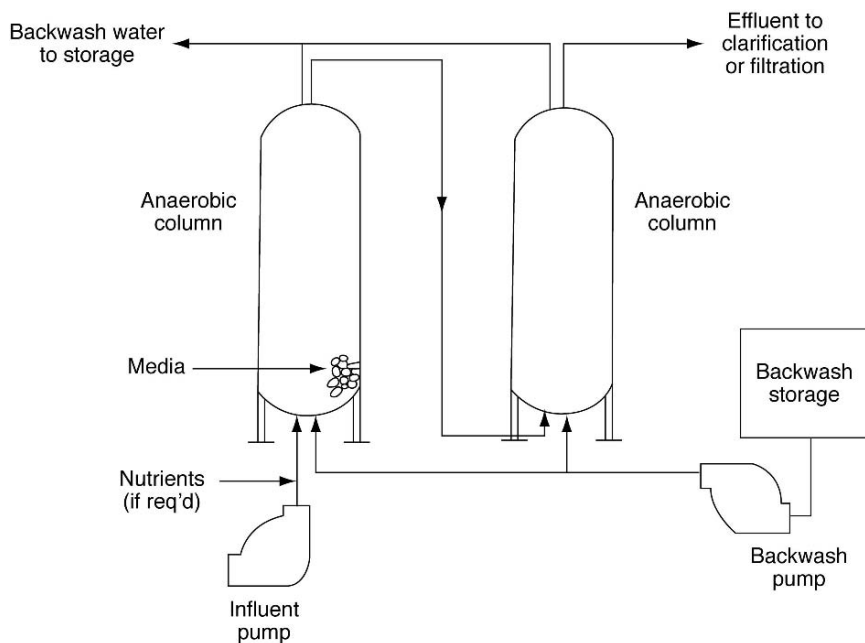 Backwash water
to storage
Effluent to
clarification
or filtration
Anaerobic
column
Anaerobic
column
Media
Backwash
storage
Nutrients
(if req'd)
Backwash
pump
Influent
pump